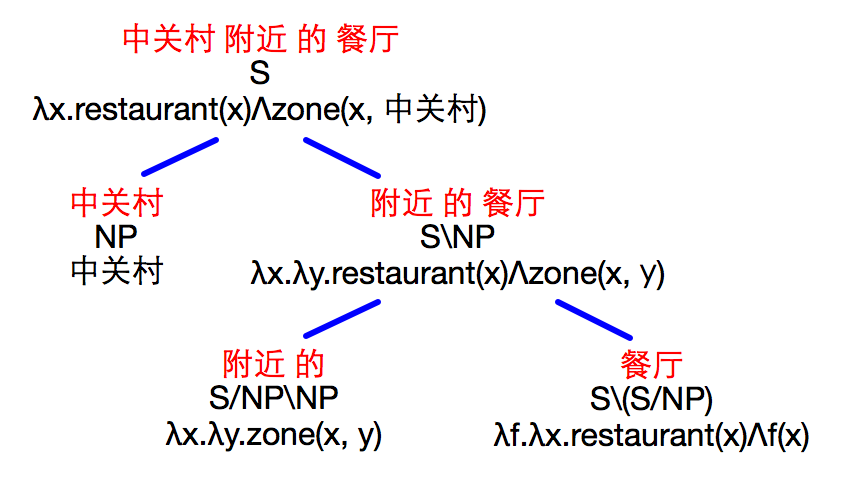 中关村 附近 的 餐厅
S
λx.restaurant(x)Λzone(x, 中关村)
中关村
NP
中关村
附近 的 餐厅
S\NP
λx.λy.restaurant(x)Λzone(x, y)
附近 的
S/NP\NP
λx.λy.zone(x, y)
餐厅
S\(S/NP)
λf.λx.restaurant(x)Λf(x)